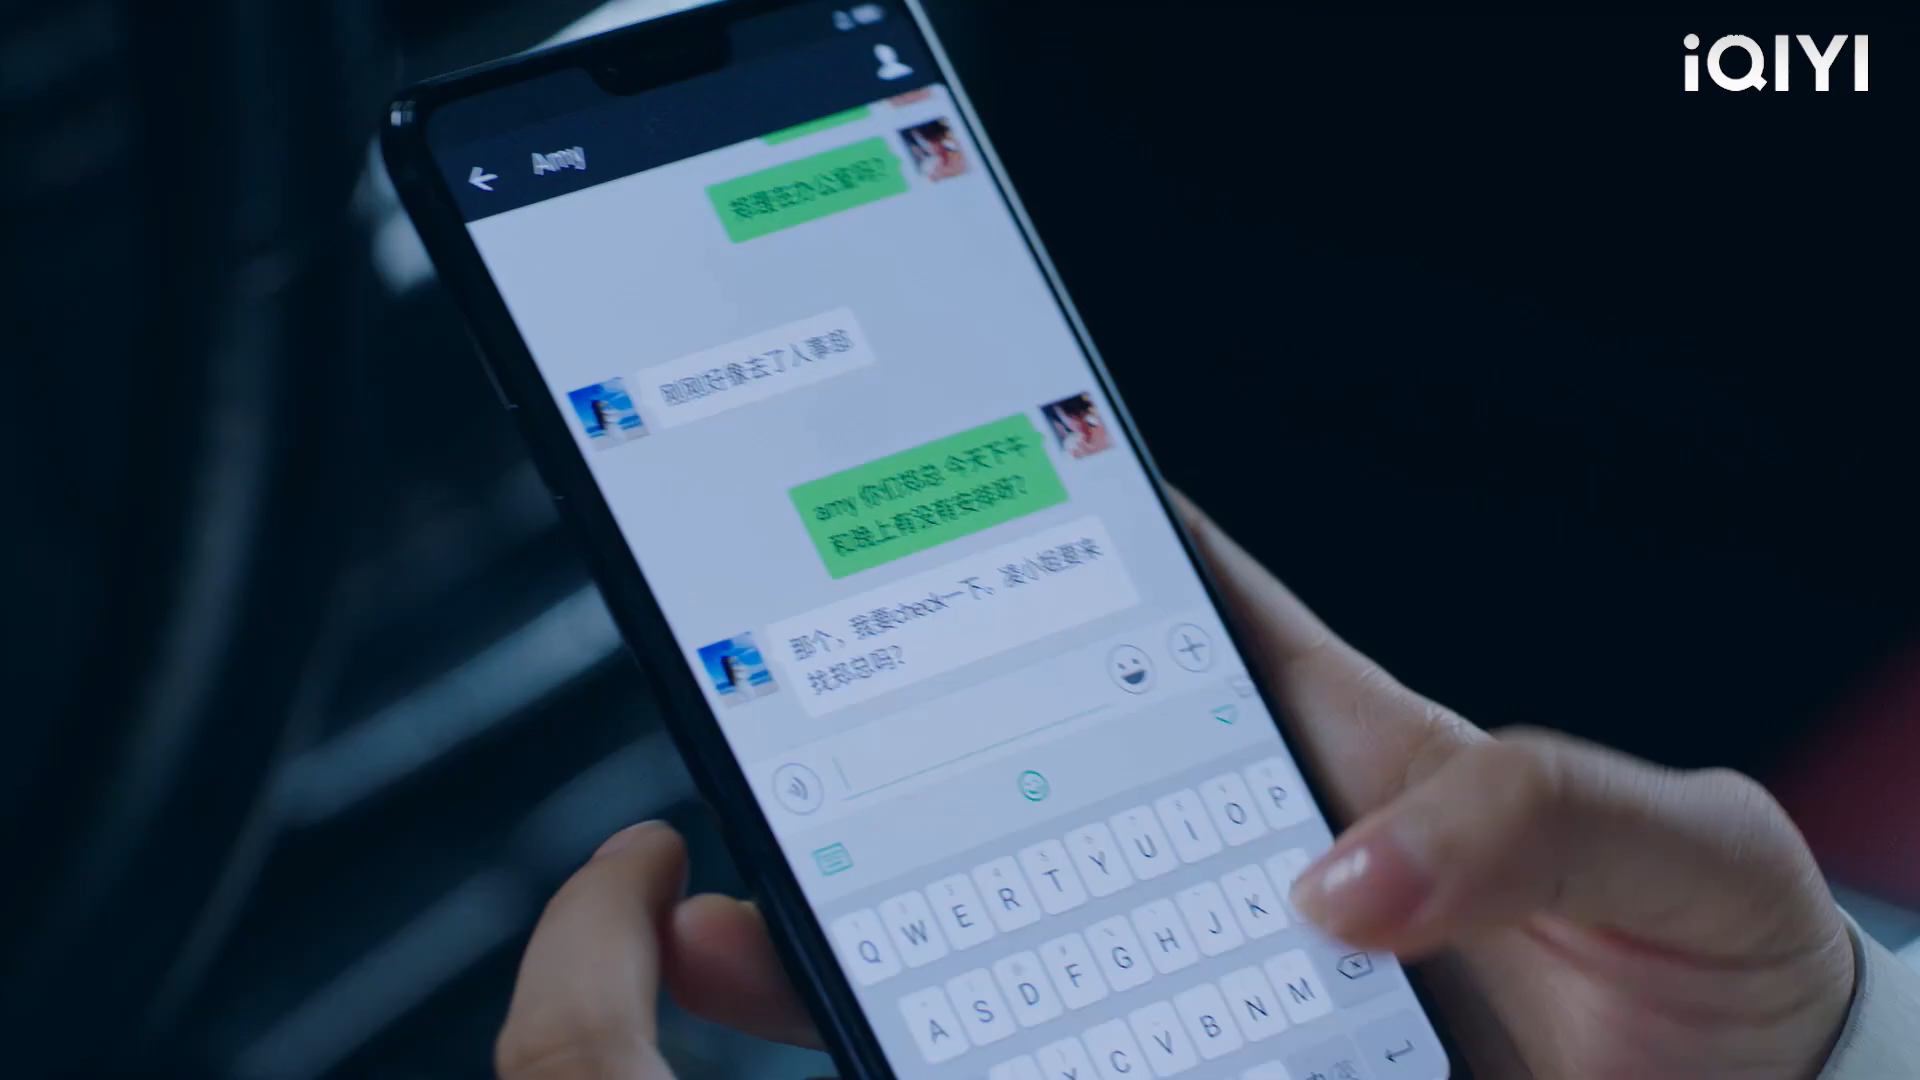 iQIYI
Amy
郑理在办公室吗?
刚刚好像去了人事部
amy 你们郑总 今天下午
和晚上有没有安排呀?
那个，我要check一下。凌小姐要来
找郑总吗?
Q W E R T Y U I O P
A S D F G H J K
X C V B N M